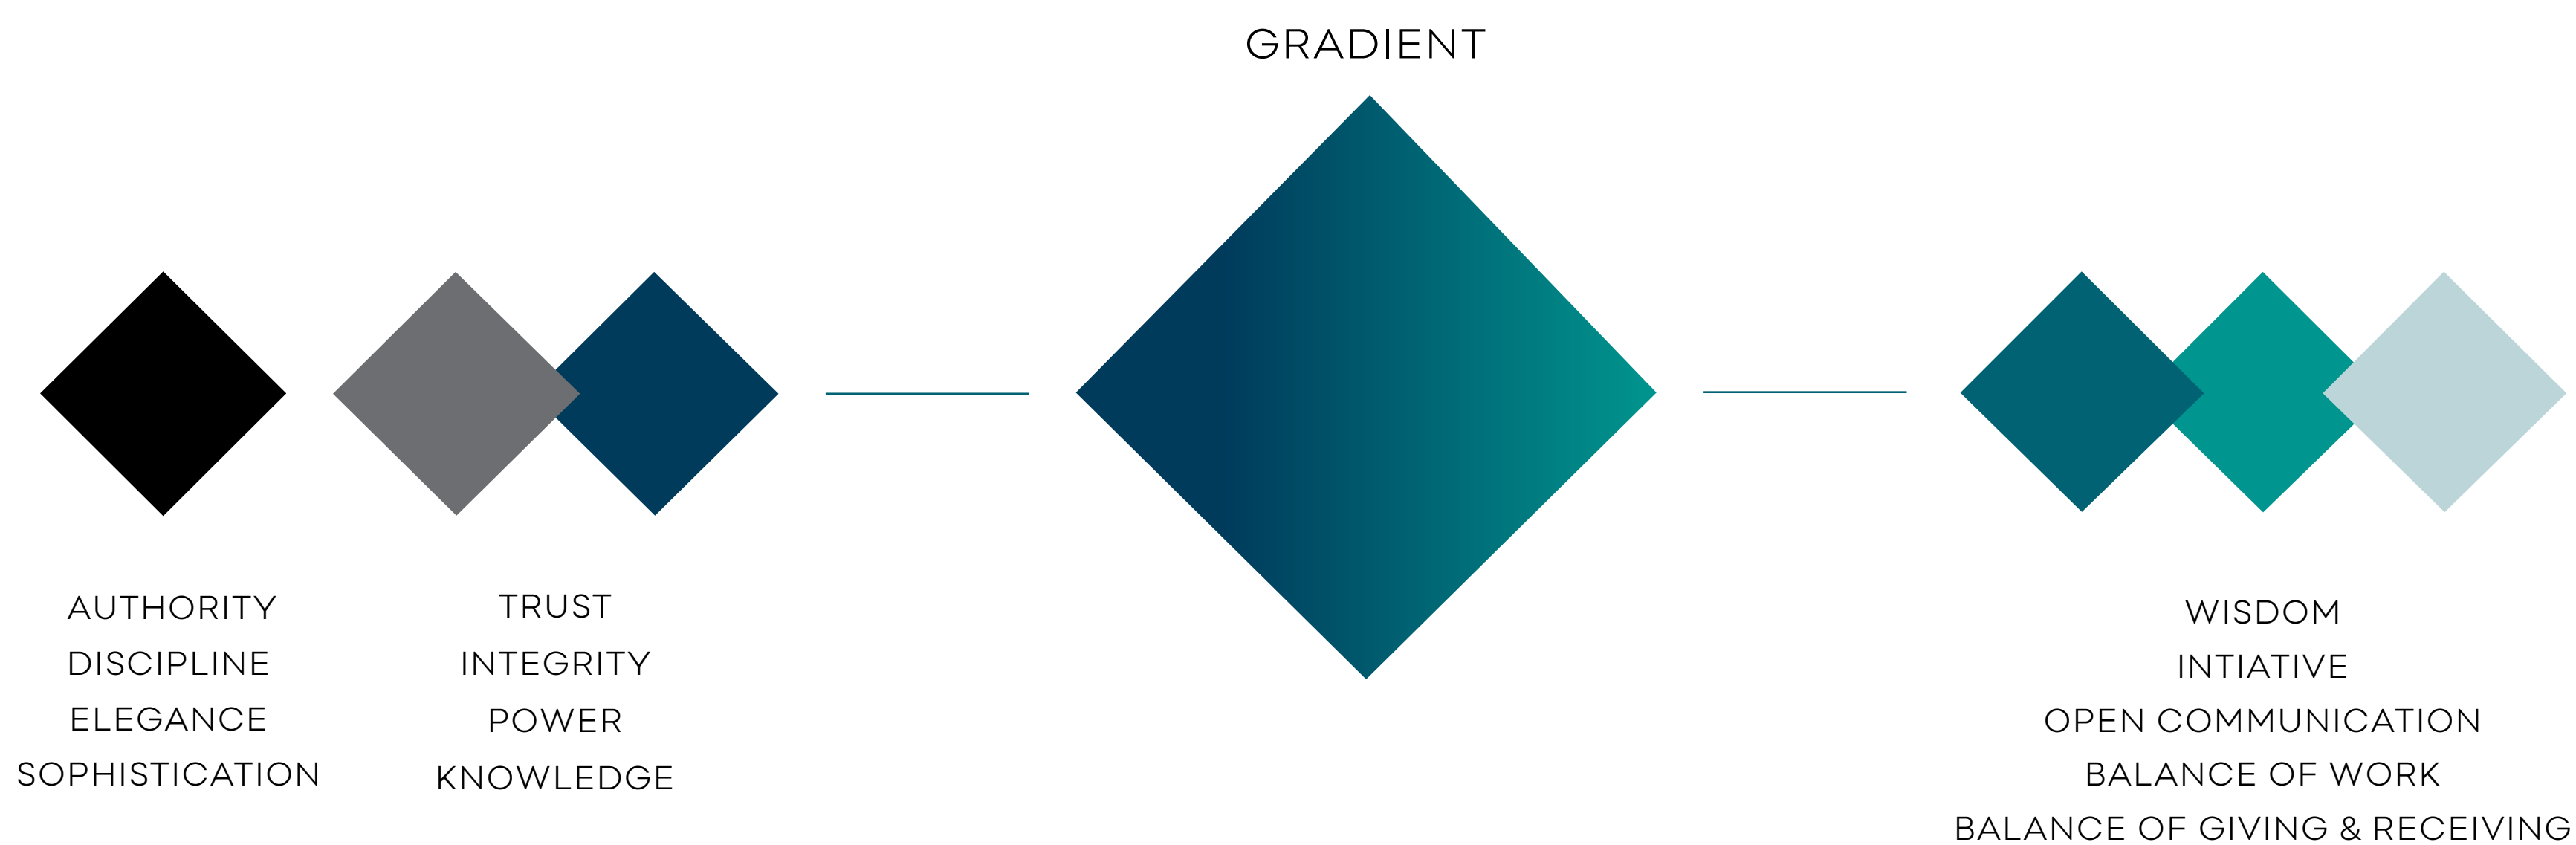 GRADIENT
AUTHORITY
DISCIPLINE
ELEGANCE
SOPHISTICATION
TRUST
INTEGRITY
POWER
KNOWLEDGE
WISDOM
INTIATIVE
OPEN COMMUNICATION
BALANCE OF WORK
BALANCE OF GIVING & RECEIVING